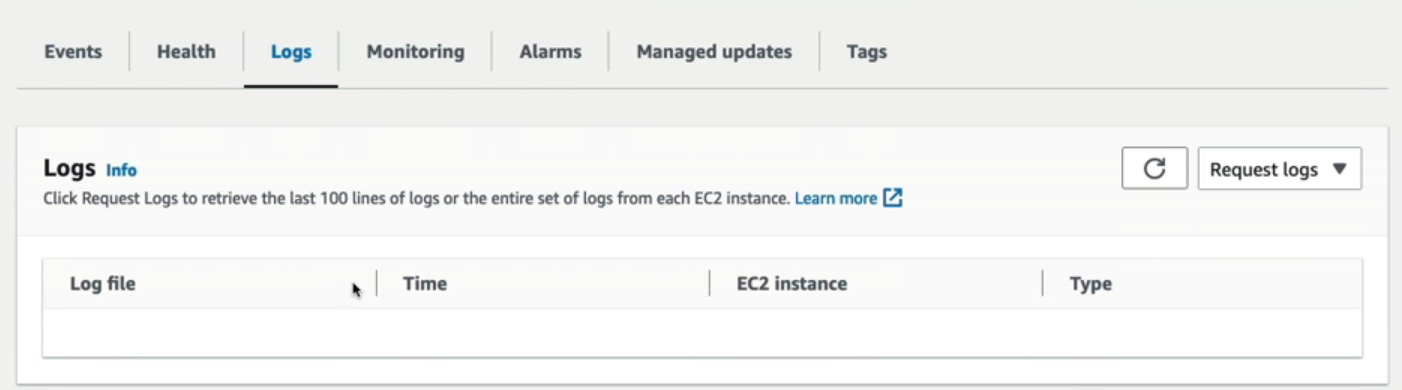 Events Health Logs Monitoring Alarms Managed updates Tags
Logs Info
Request logs
Click Request Logs to retrieve the last 100 lines of logs or the entire set of logs from each EC2 instance. Learn more
Log file Time EC2 instance Type